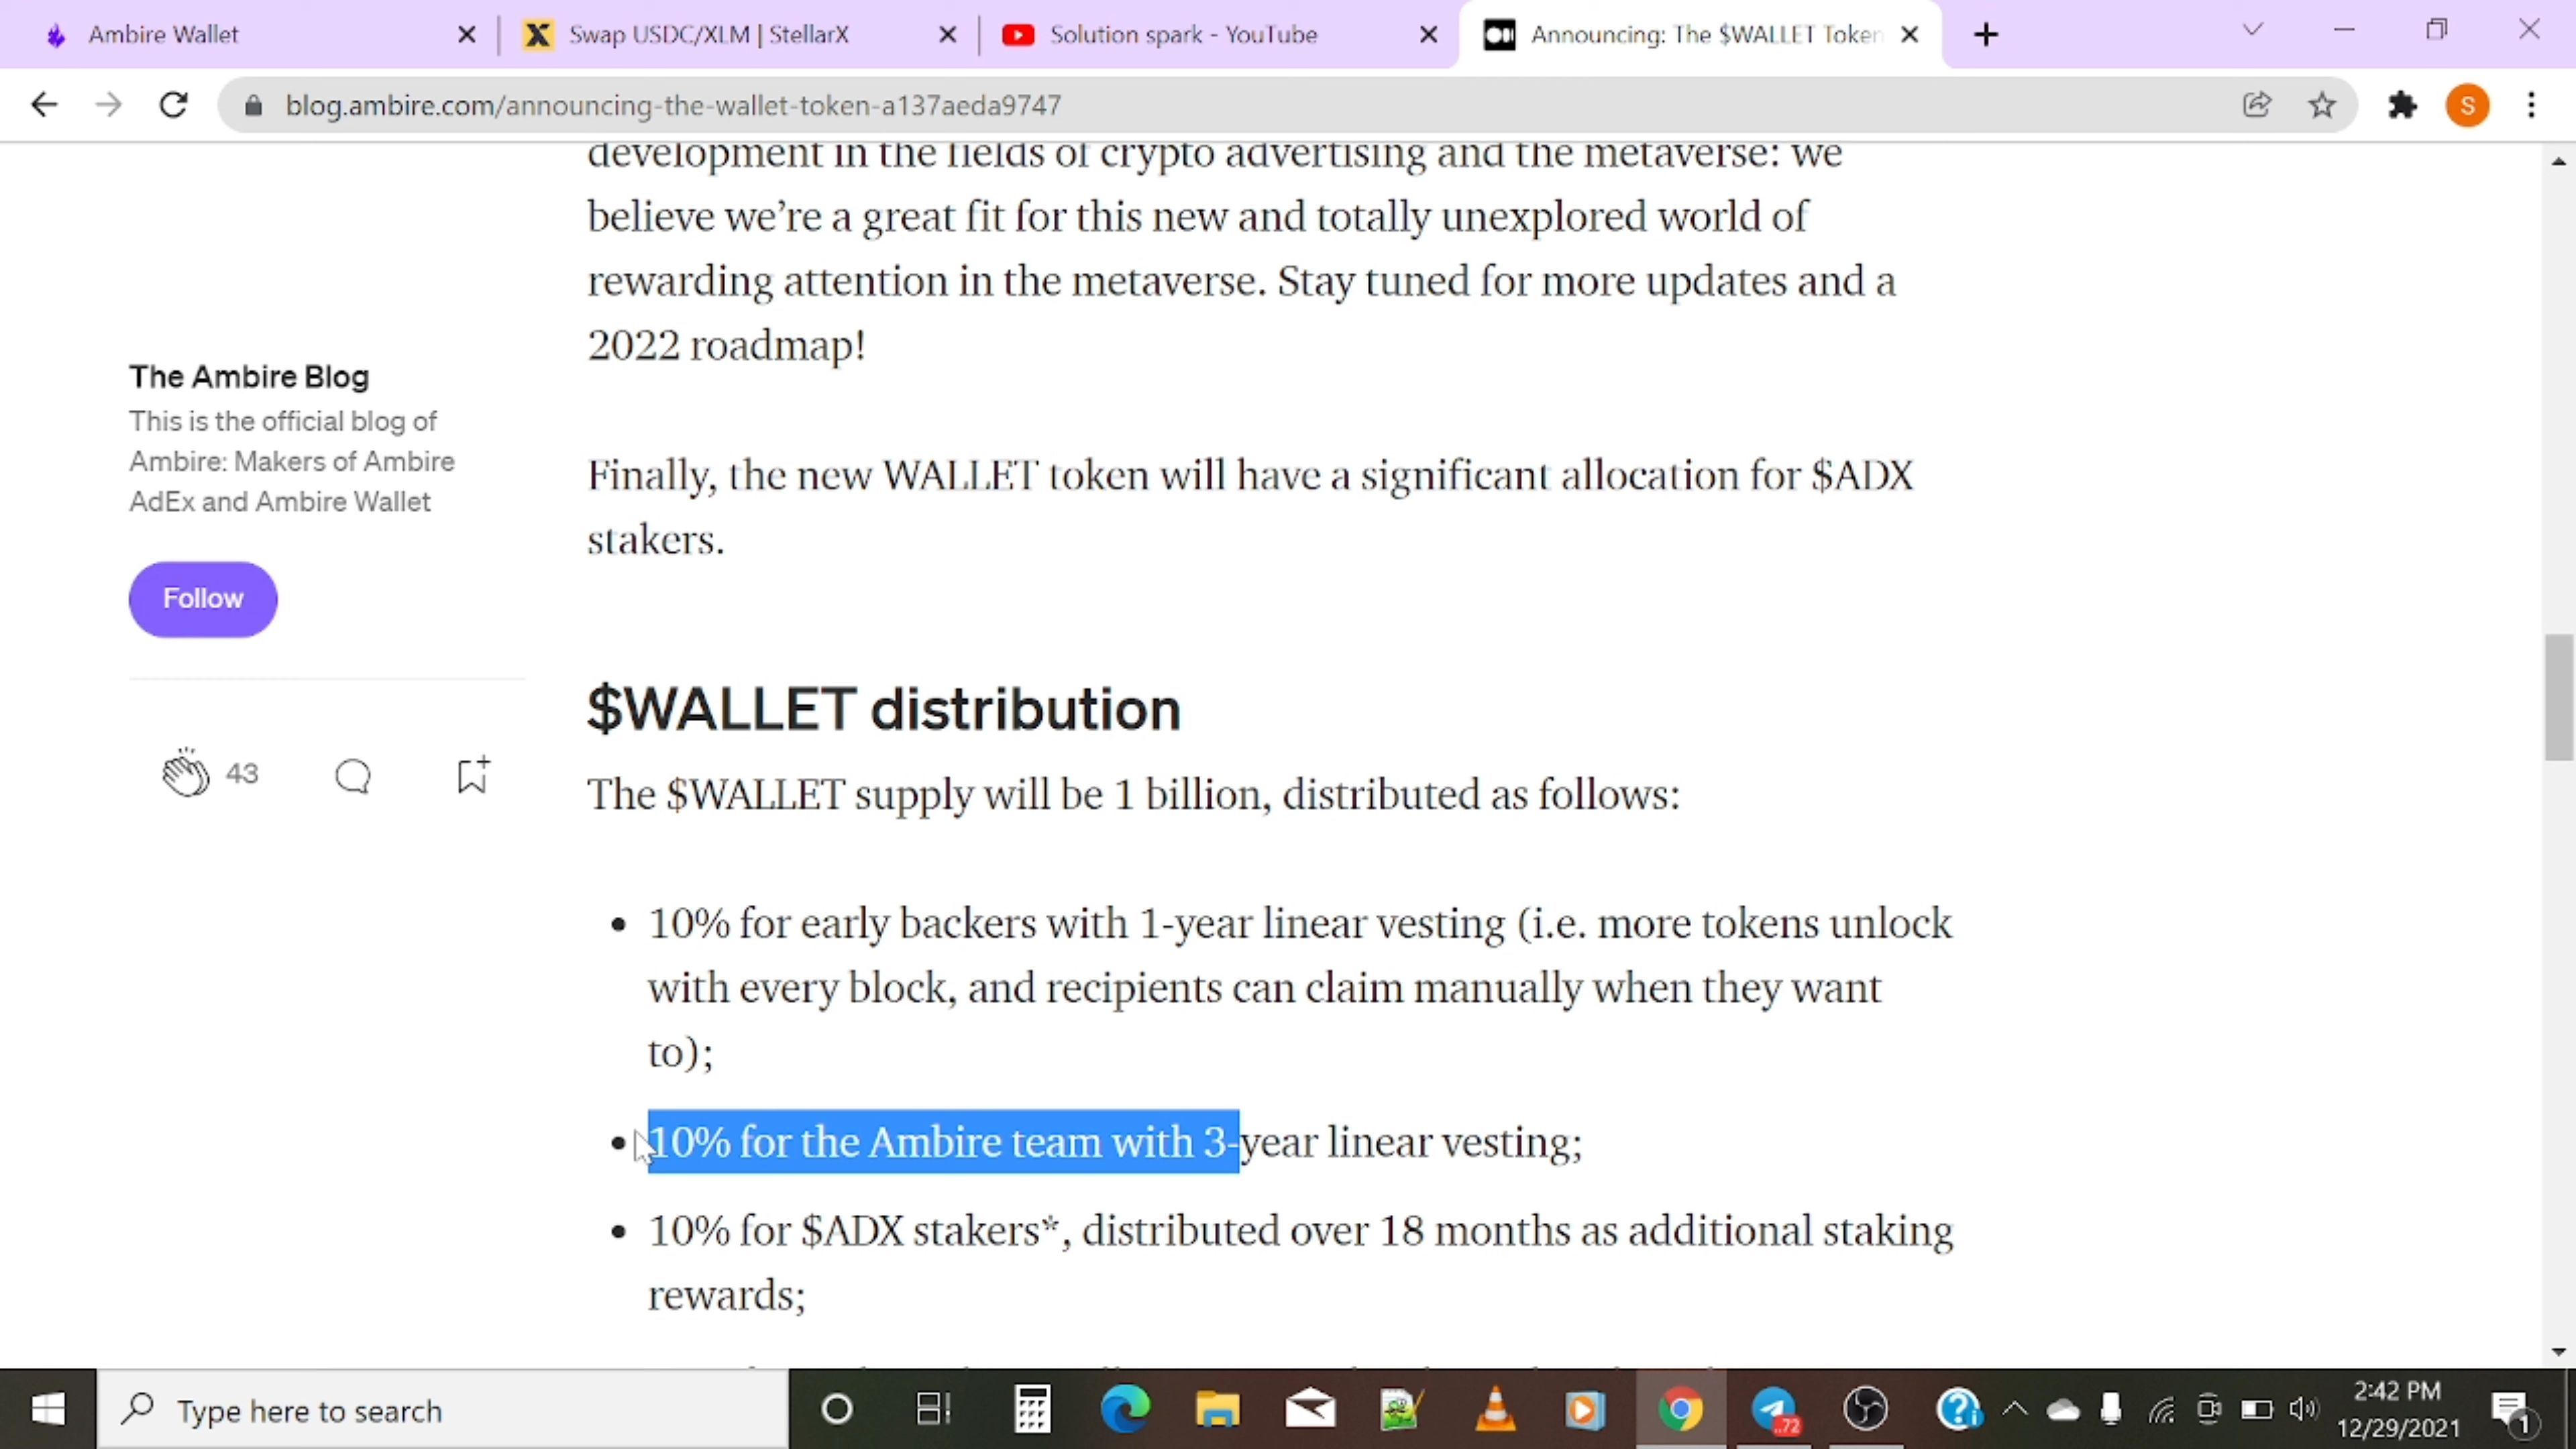 Ambire Wallet
Swap USDC/XLM | StellarX
Solution spark - YouTube
Announcing: The $WALLET Token
blog.ambire.com/announcing-the-wallet-token-a137aeda9747
S
development in the fields of crypto advertising and the metaverse: we
believe we're a great fit for this new and totally unexplored world of
rewarding attention in the metaverse. Stay tuned for more updates and a
2022 roadmap!
Finally, the new WALLET token will have a significant allocation for $ADX
stakers.
The Ambire Blog
This is the official blog of
Ambire: Makers of Ambire
AdEx and Ambire Wallet
Follow
43
$WALLET distribution
The $WALLET supply will be 1 billion, distributed as follows:
• 10% for early backers with 1-year linear vesting (i.e. more tokens unlock
with every block, and recipients can claim manually when they want
to);
• 10% for the Ambire team with 3-year linear vesting;
• 10% for $ADX stakers*, distributed over 18 months as additional staking
rewards;
Type here to search
..72
2:42 PM
12/29/2021
1